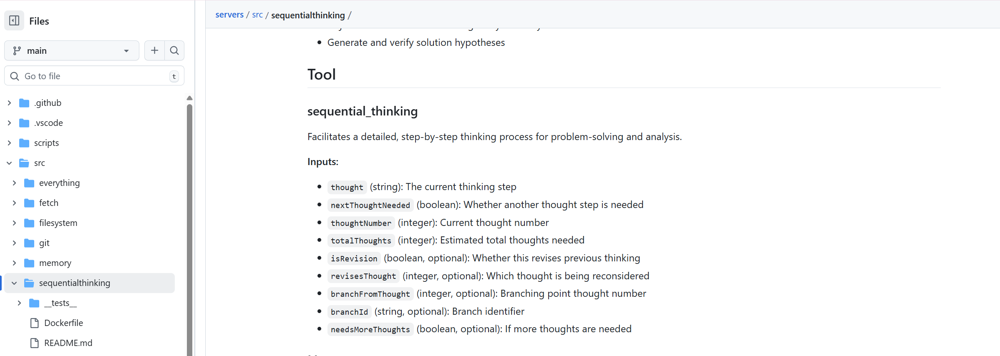 Files
main
Go to file
t
.github
.vscode
scripts
src
everything
fetch
filesystem
git
memory
sequentialthinking
__tests__
Dockerfile
README.md
servers / src / sequentialthinking /
• Generate and verify solution hypotheses
Tool
sequential_thinking
Facilitates a detailed, step-by-step thinking process for problem-solving and analysis.
Inputs:
• thought (string): The current thinking step
• nextThoughtNeeded (boolean): Whether another thought step is needed
• thoughtNumber (integer): Current thought number
• totalThoughts (integer): Estimated total thoughts needed
• isRevision (boolean, optional): Whether this revises previous thinking
• revisesThought (integer, optional): Which thought is being reconsidered
• branchFromThought (integer, optional): Branching point thought number
• branchId (string, optional): Branch identifier
• needsMoreThoughts (boolean, optional): If more thoughts are needed